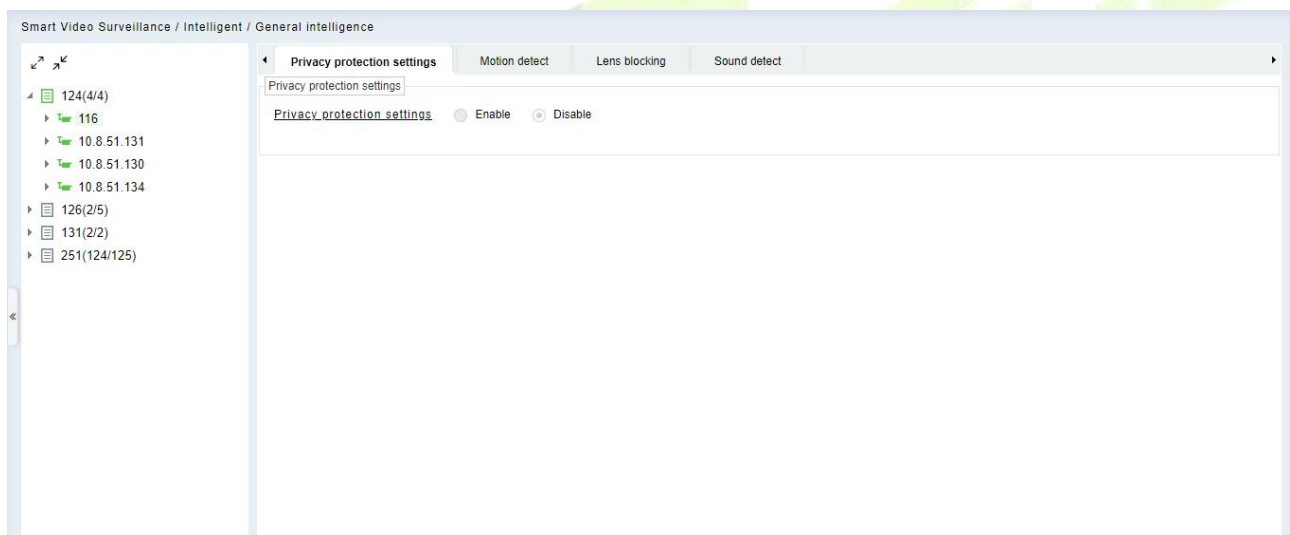 Smart Video Surveillance / Intelligent / General intelligence
Privacy protection settings
Motion detect
Lens blocking
Sound detect
124(4/4)
116
10.8.51.131
10.8.51.130
10.8.51.134
126(2/5)
131(2/2)
251(124/125)
Privacy protection settings
Privacy protection settings Enable Disable